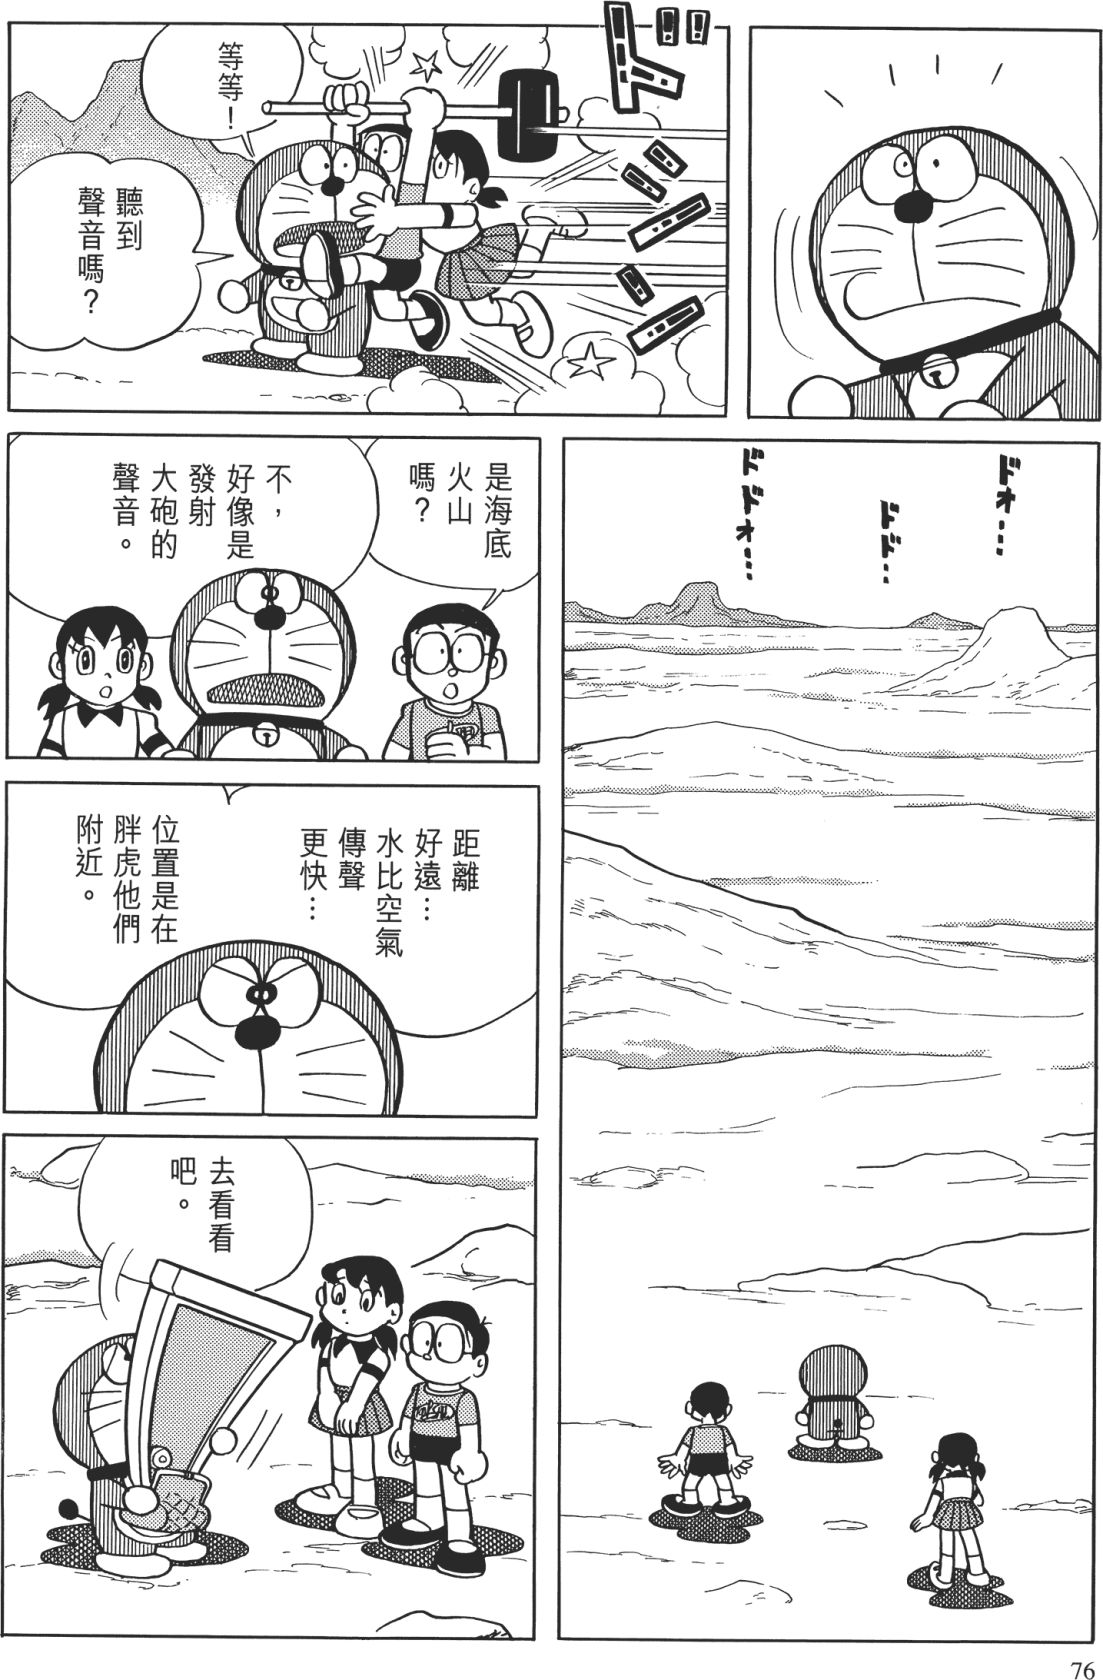 ドドドドド
等等！
聽到
聲音嗎？
ドオ…
ドド…
ドドオ…
是海底
火山
嗎？
不，
好像是
發射
大砲的
聲音。
距離
好遠…
水比空氣
傳聲
更快…
位置是在
胖虎他們
附近。
去看看
吧。
76